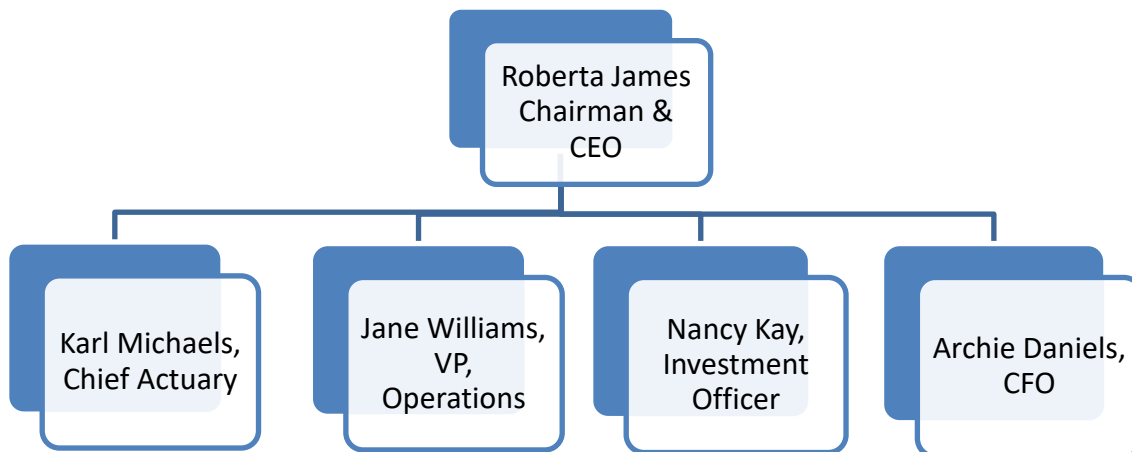 Roberta James
Chairman &
CEO
Karl Michaels,
Chief Actuary
Jane Williams,
VP,
Operations
Nancy Kay,
Investment
Officer
Archie Daniels,
CFO